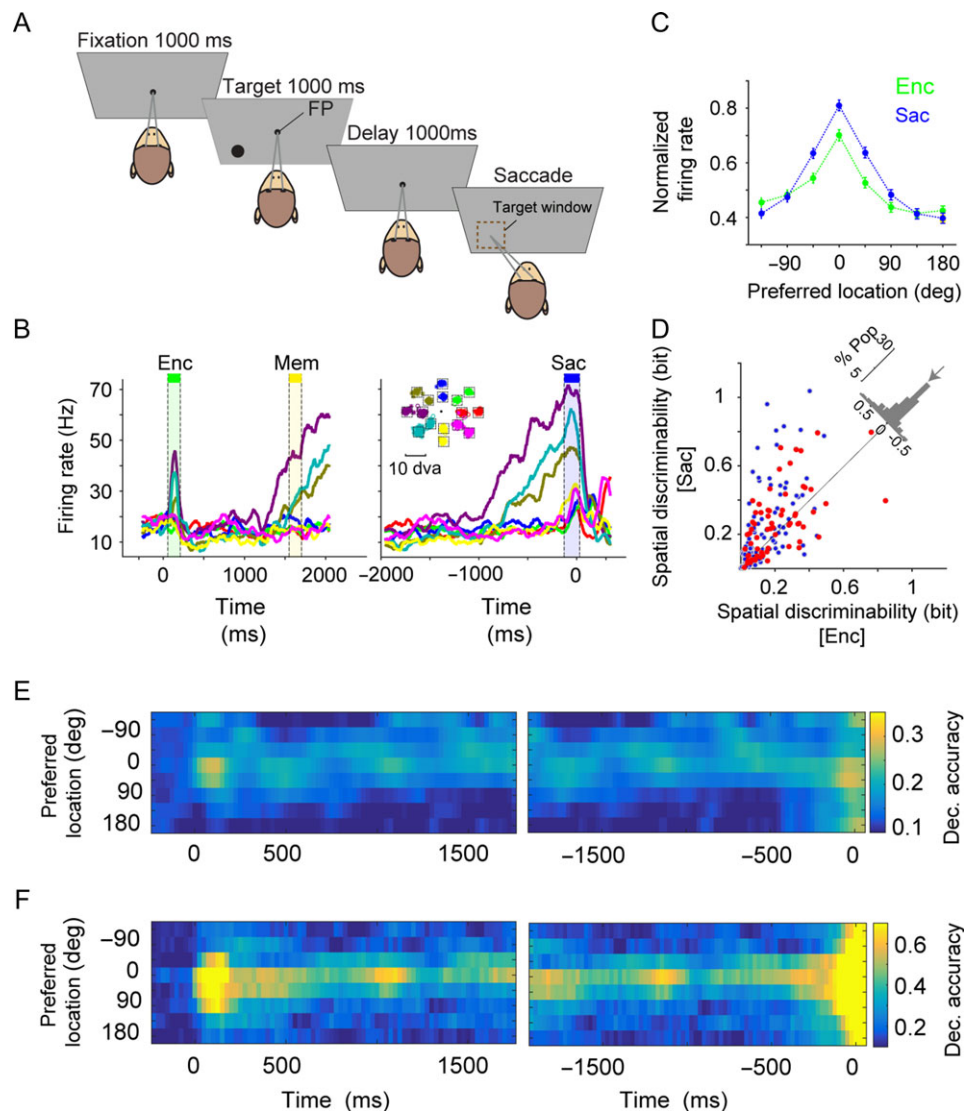 A
Fixation 1000 ms
Target 1000 ms
FP
Delay 1000ms
Saccade
Target window
C
Enc
Sac
Normalized
firing rate
0.8
0.6
0.4
−90 0 90 180
Preferred location (deg)
B
Enc Mem Sac
Firing rate (Hz)
70
50
30
10
10 dva
0 1000 2000
−2000 −1000 0
Time
(ms)
Time
(ms)
D
% Pop
30
5
0.5
0
-0.5
Spatial discriminability (bit)
[Sac]
1
0.6
0.2
0.2 0.6 1
Spatial discriminability (bit)
[Enc]
E
Preferred
location (deg)
−90
0
90
180
0 500 1500
−1500 −500 0
0.3
0.2
0.1
Dec. accuracy
F
Preferred
location (deg)
−90
0
90
180
0 500 1500
−1500 −500 0
0.6
0.4
0.2
Dec. accuracy
Time (ms)
Time (ms)